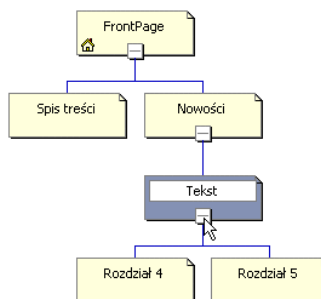 FrontPage
Spis treści
Nowości
Tekst
Rozdział 4
Rozdział 5